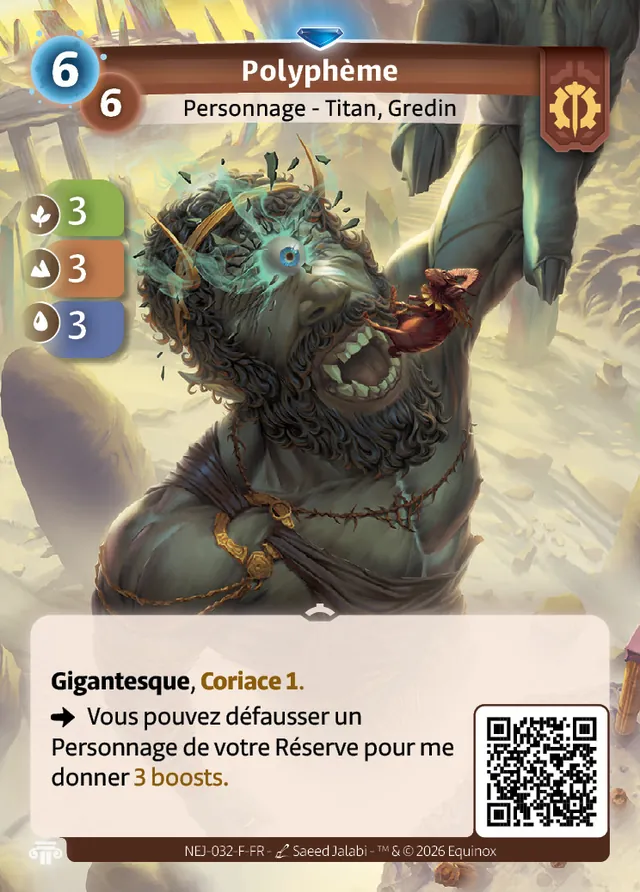 6
Polyphème
6
Personnage - Titan, Gredin
3
3
3
Gigantesque, Coriace 1.
Vous pouvez défausser un
Personnage de votre Réserve pour me
donner 3 boosts.
NEJ-032-F-FR - Saeed Jalabi - ™ & © 2026 Equinox